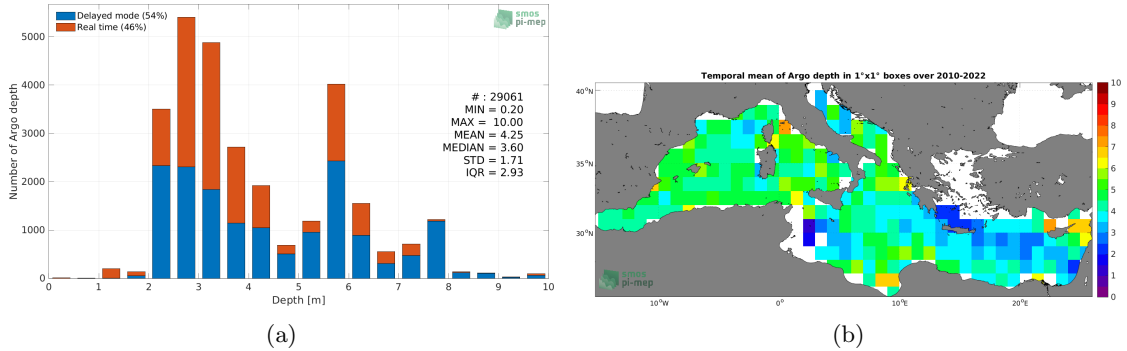 Delayed mode (54%)
Real time (46%)
smos
pi-mep
Number of Argo depth
5000
4000
3000
2000
1000
0
# : 29061
MIN = 0.20
MAX = 10.00
MEAN = 4.25
MEDIAN = 3.60
STD = 1.71
IQR = 2.93
0 1 2 3 4 5 6 7 8 9 10
Depth [m]
(a)
Temporal mean of Argo depth in 1°x1° boxes over 2010-2022
40°N
35°N
30°N
10°W 0° 10°E 20°E
smos
pi-mep
10
9
8
7
6
5
4
3
2
1
0
(b)